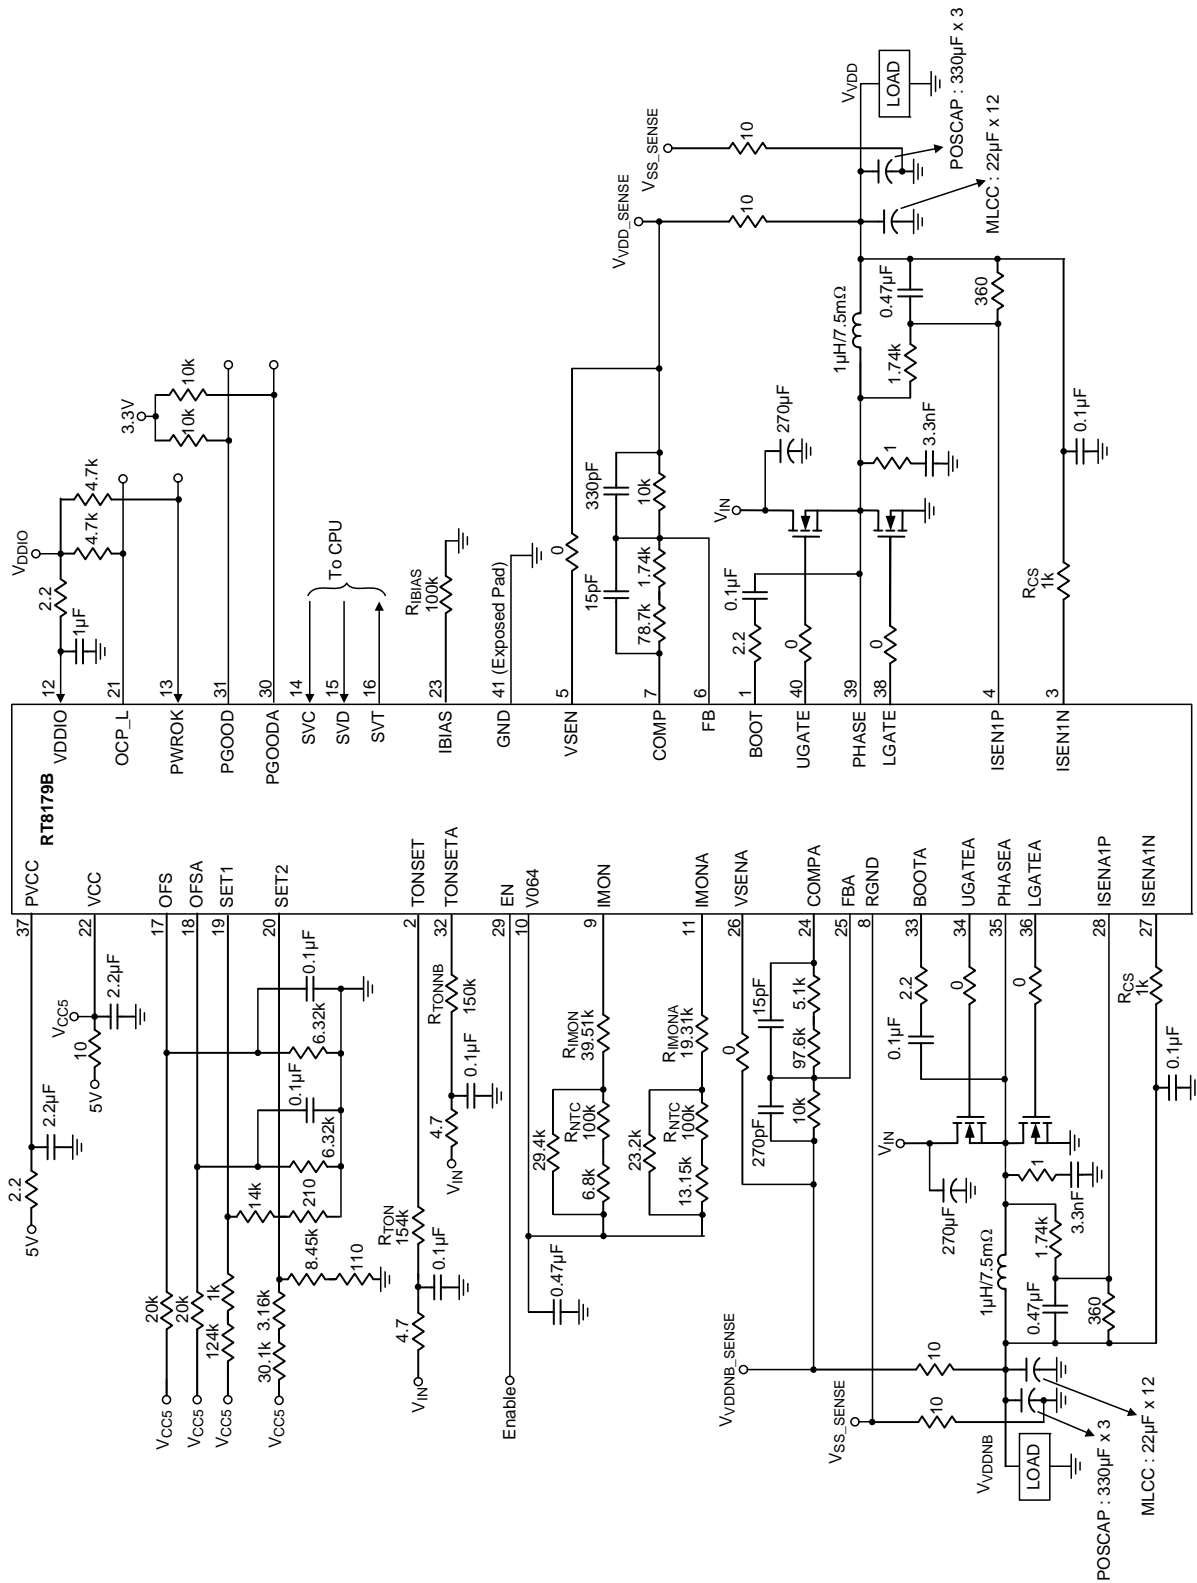 RT8179B
PVCC
37
2.2
5V
2.2µF
VCC
22
VCC5
10
5V
2.2µF
OFS
17
20k
VCC5
0.1µF
6.32k
OFSA
18
20k
VCC5
0.1µF
6.32k
SET1
19
1k
124k
VCC5
14k
210
SET2
20
3.16k
30.1k
VCC5
8.45k
110
TONSET
2
RTON
154k
0.1µF
4.7
VIN
TONSETA
32
RTONNB
150k
0.1µF
4.7
VIN
EN
29
Enable
V064
10
0.47µF
IMON
9
RIMON
39.51k
29.4k
RNTC
100k
6.8k
IMONA
11
RIMONA
19.31k
23.2k
RNTC
100k
13.15k
VSENA
26
0
COMPA
24
15pF
5.1k
97.6k
270pF
10k
FBA
25
RGND
8
VVDDNB_SENSE
10
VSS_SENSE
10
BOOTA
33
2.2
0.1µF
UGATEA
34
0
VIN
270µF
PHASEA
35
LGATEA
36
0
1
3.3nF
1µH/7.5mΩ
1.74k
0.47µF
360
ISENA1P
28
ISENA1N
27
RCS
1k
0.1µF
VVDDNB
LOAD
POSCAP : 330µF x 3
MLCC : 22µF x 12
VDDIO
12
2.2
1µF
VDDIO
4.7k
4.7k
OCP_L
21
PWROK
13
PGOOD
31
PGOODA
30
3.3V
10k
10k
SVC
14
SVD
15
SVT
16
To CPU
IBIAS
23
RIBIAS
100k
GND
41 (Exposed Pad)
VSEN
5
0
COMP
7
15pF
78.7k
1.74k
330pF
10k
FB
6
VVDD_SENSE
10
VSS_SENSE
10
BOOT
1
2.2
0.1µF
UGATE
40
0
VIN
270µF
PHASE
39
LGATE
38
0
1
3.3nF
1µH/7.5mΩ
1.74k
0.47µF
360
ISEN1P
4
ISEN1N
3
RCS
1k
0.1µF
VVDD
LOAD
POSCAP : 330µF x 3
MLCC : 22µF x 12